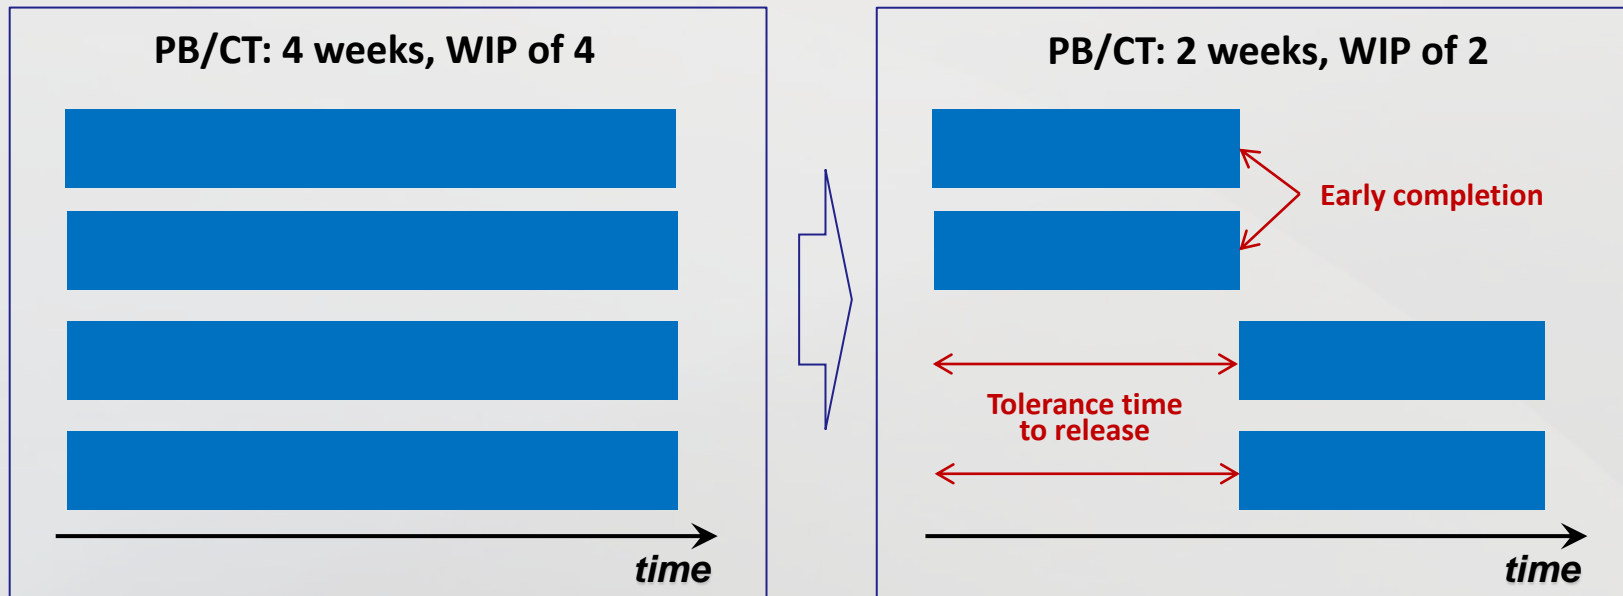 PB/CT: 4 weeks, WIP of 4
time
PB/CT: 2 weeks, WIP of 2
Early completion
Tolerance time
to release
time